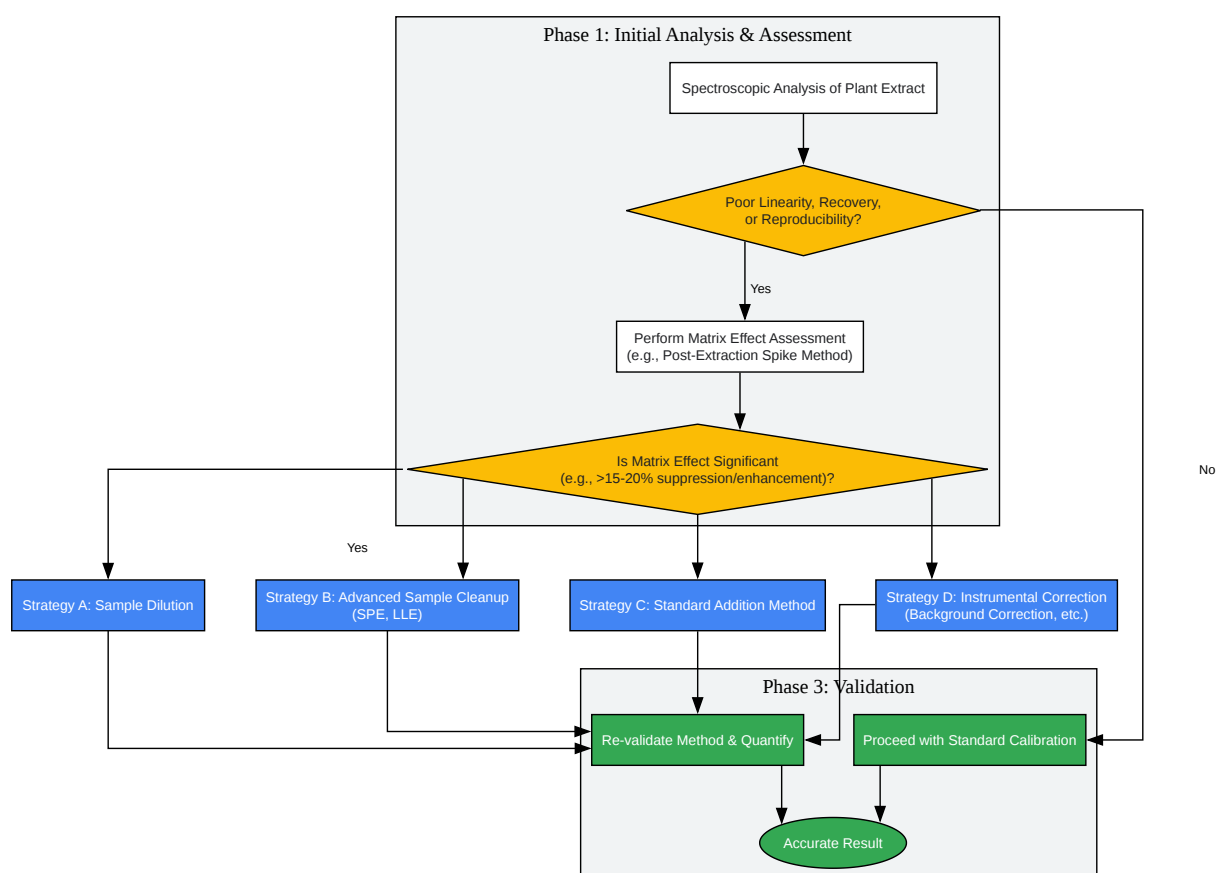 Phase 1: Initial Analysis & Assessment
Spectroscopic Analysis of Plant Extract
Poor Linearity, Recovery,
or Reproducibility?
Yes
Perform Matrix Effect Assessment
(e.g., Post-Extraction Spike Method)
Is Matrix Effect Significant
(e.g., >15-20% suppression/enhancement)?
No
Yes
Strategy A: Sample Dilution
Strategy B: Advanced Sample Cleanup
(SPE, LLE)
Strategy C: Standard Addition Method
Strategy D: Instrumental Correction
(Background Correction, etc.)
Phase 3: Validation
Re-validate Method & Quantify
Proceed with Standard Calibration
Accurate Result